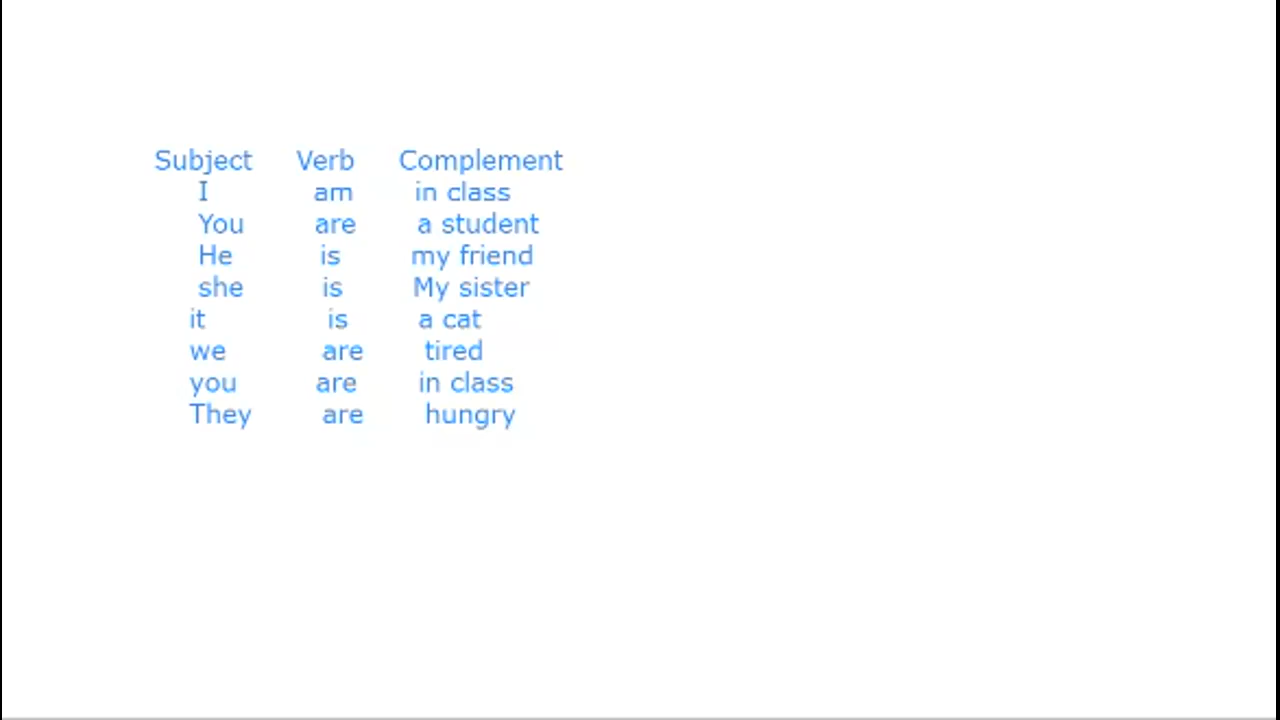 Subject Verb Complement
I am in class
You are a student
He is my friend
she is My sister
it is a cat
we are tired
you are in class
They are hungry